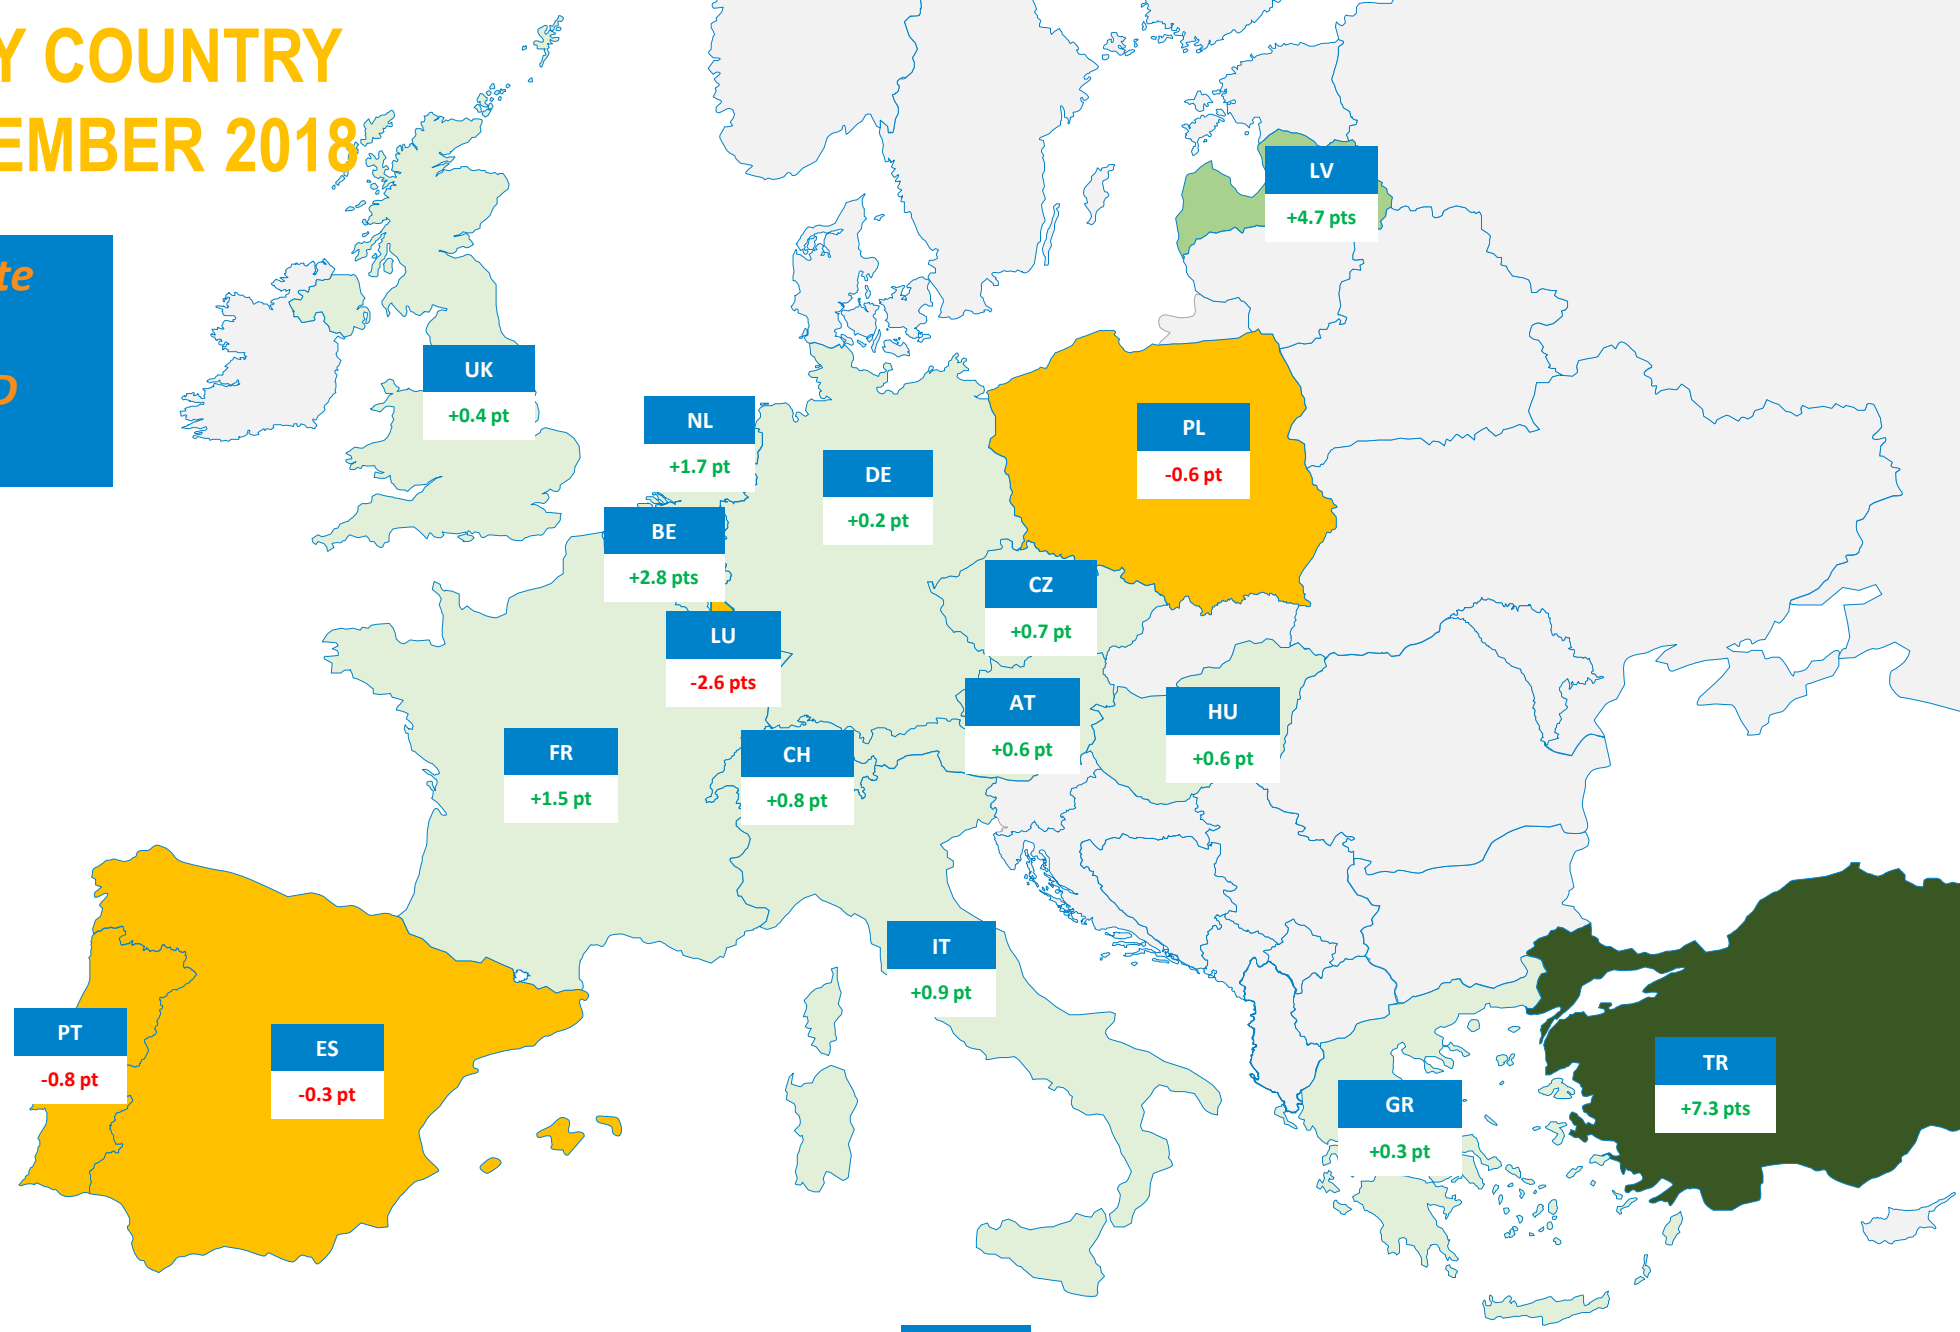 Y COUNTRY
EMBER 2018
te
D
LV
+4.7 pts
UK
+0.4 pt
NL
+1.7 pt
PL
-0.6 pt
DE
+0.2 pt
BE
+2.8 pts
CZ
+0.7 pt
LU
-2.6 pts
AT
+0.6 pt
HU
+0.6 pt
FR
+1.5 pt
CH
+0.8 pt
IT
+0.9 pt
PT
-0.8 pt
ES
-0.3 pt
TR
+7.3 pts
GR
+0.3 pt